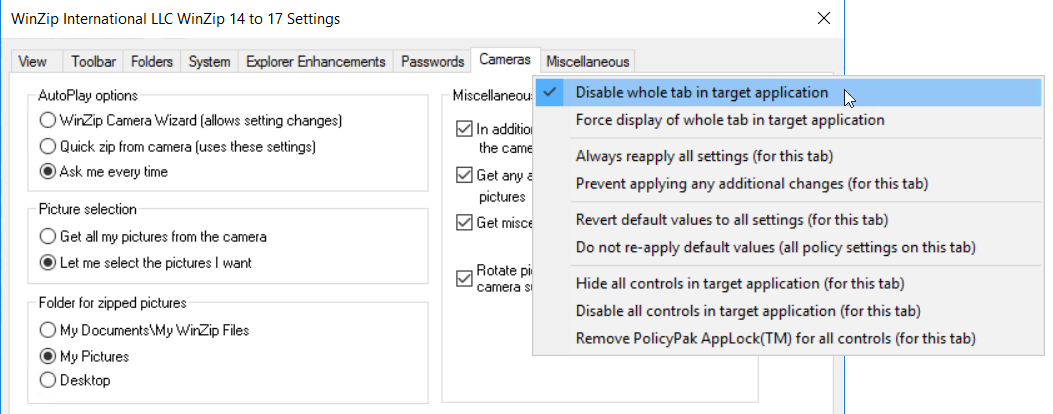 WinZip International LLC WinZip 14 to 17 Settings
View Toolbar Folders System Explorer Enhancements Passwords Cameras Miscellaneous
AutoPlay options
WinZip Camera Wizard (allows setting changes)
Quick zip from camera (uses these settings)
Ask me every time
Picture selection
Get all my pictures from the camera
Let me select the pictures I want
Folder for zipped pictures
My Documents\My WinZip Files
My Pictures
Desktop
Miscellaneous
In additio
the came
Get any a
pictures
Get misce
Rotate pi
camera su
Disable whole tab in target application
Force display of whole tab in target application
Always reapply all settings (for this tab)
Prevent applying any additional changes (for this tab)
Revert default values to all settings (for this tab)
Do not re-apply default values (all policy settings on this tab)
Hide all controls in target application (for this tab)
Disable all controls in target application (for this tab)
Remove PolicyPak AppLock(TM) for all controls (for this tab)